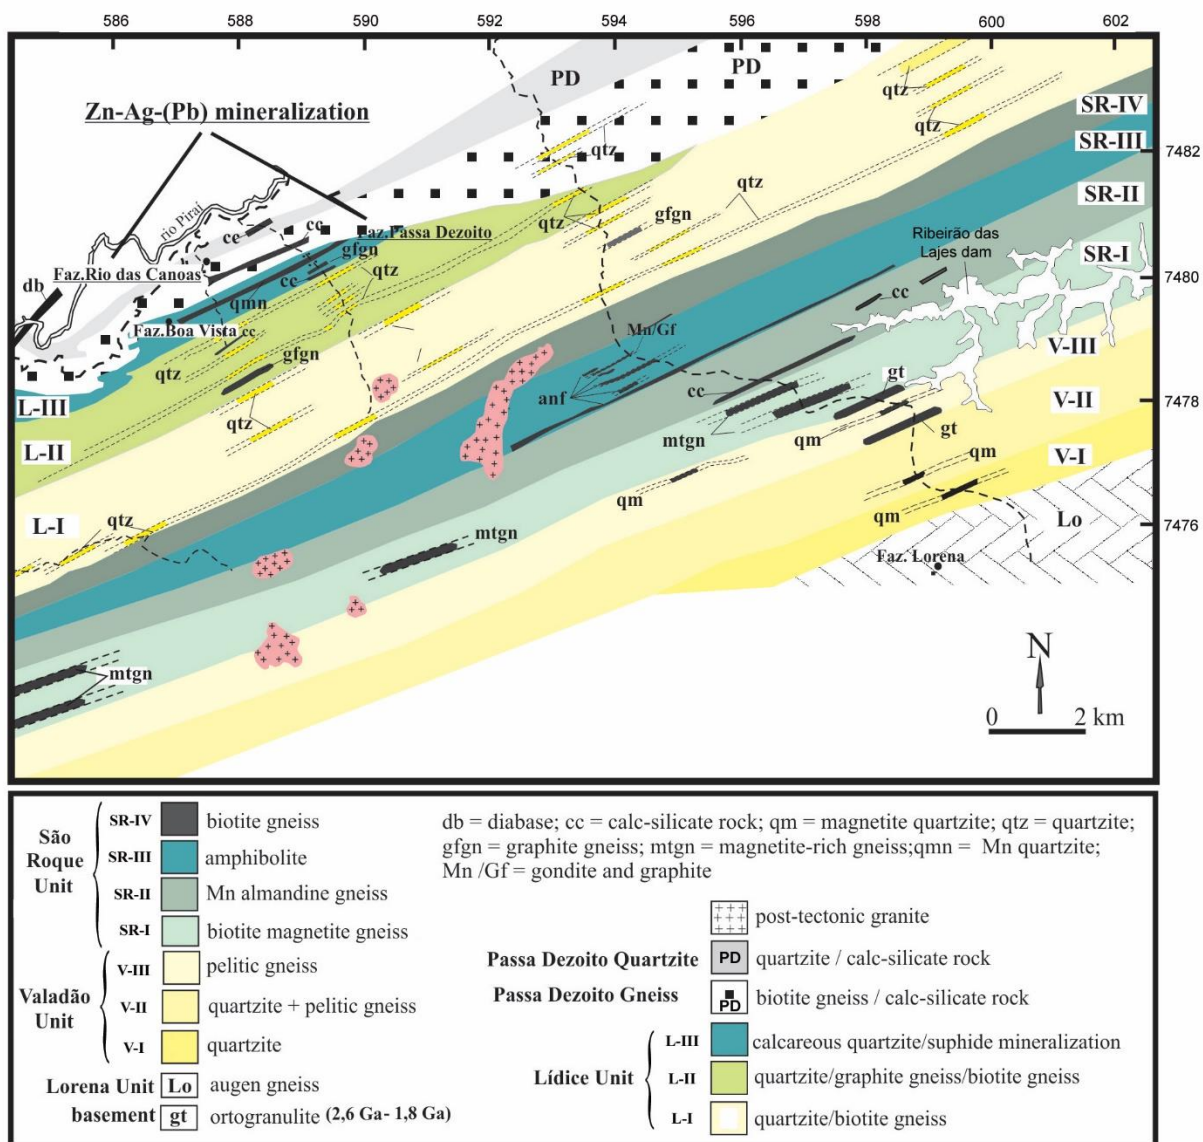 586 588 590 592 594 596 598 600 602
PD PD
qtz
SR-IV
Zn-Ag-(Pb) mineralization
qtz
SR-III
7482
qtz
qtz
SR-II
rio Piraí
qtz
gfgn
Ribeirão das
Lajes dam
SR-I
cc
Faz.Passa Dezoito
gfgn
Faz.Rio das Canoas
cc
qtz
7480
db
qmn
cc
Faz.Boa Vista
cc
Mn/Gf
V-III
gfgn
qtz
gt
L-III
anf
cc
V-II
7478
qtz
mtgn
qm
gt
L-II
V-I
qm
qm
L-I
qtz
qm
Lo
7476
mtgn
Faz. Lorena
mtgn
N
0 2 km
São
Roque
Unit
SR-IV biotite gneiss
SR-III amphibolite
SR-II Mn almandine gneiss
SR-I biotite magnetite gneiss
Valadão
Unit
V-III pelitic gneiss
V-II quartzite + pelitic gneiss
V-I quartzite
Lorena Unit Lo augen gneiss
basement gt ortogranulite (2,6 Ga- 1,8 Ga)
db = diabase; cc = calc-silicate rock; qm = magnetite quartzite; qtz = quartzite;
gfgn = graphite gneiss; mtgn = magnetite-rich gneiss;qmn = Mn quartzite;
Mn /Gf = gondite and graphite
post-tectonic granite
Passa Dezoito Quartzite PD quartzite / calc-silicate rock
Passa Dezoito Gneiss PD biotite gneiss / calc-silicate rock
Lídice Unit
L-III calcareous quartzite/suphide mineralization
L-II quartzite/graphite gneiss/biotite gneiss
L-I quartzite/biotite gneiss